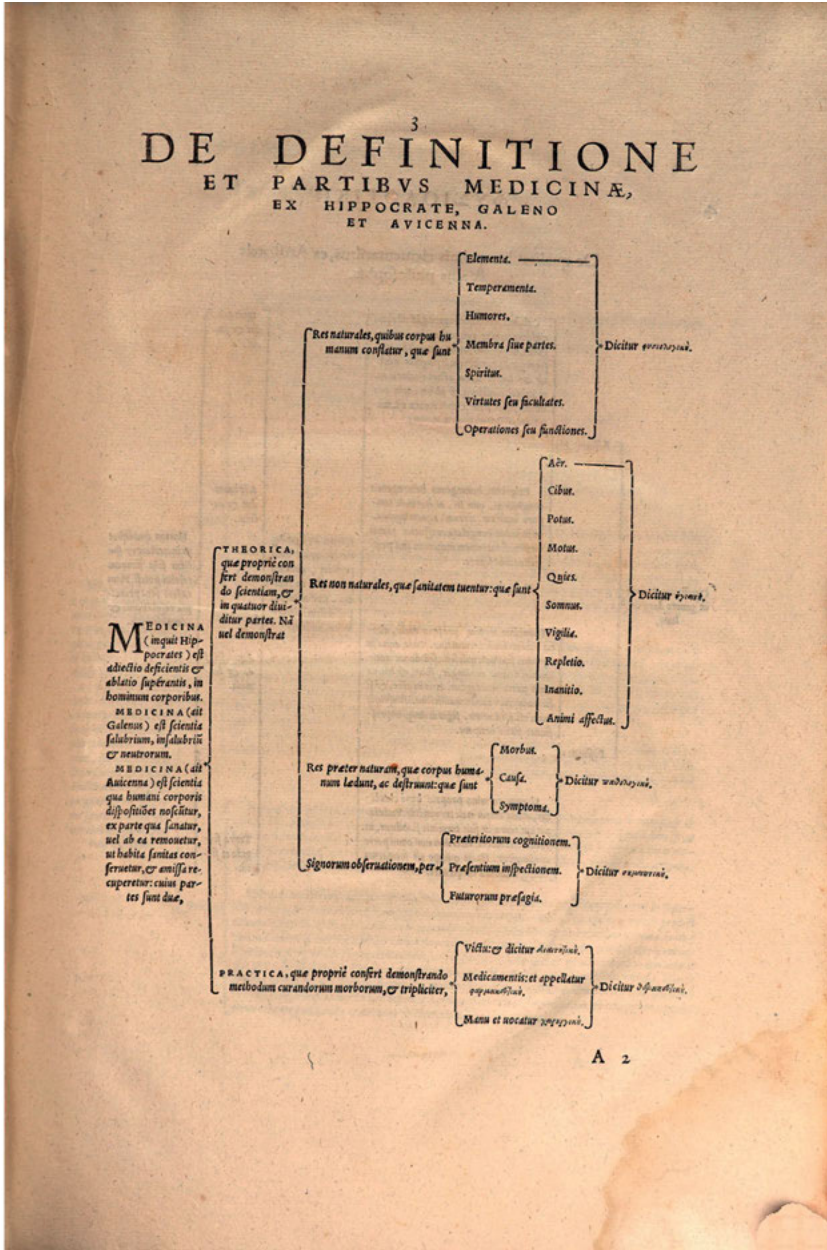 3
DE DEFINITIONE
ET PARTIBVS MEDICINÆ,
EX HIPPOCRATE, GALENO
ET AVICENNA.
MEDICINA
(inquit Hip-
pocrates) eſt
adiectio deficientis &
ablatio ſuperantis, in
hominum corporibus.
MEDICINA (ait
Galenus) eſt ſcientia
ſalubrium, inſalubriũ
& neutrorum.
MEDICINA (ait
Auicenna) eſt ſcientia
qua humani corporis
diſpoſitiões noſcũtur,
ex parte qua ſanatur,
uel ab ea remouetur,
ut habita ſanitas con-
ſeruetur, & amiſſa re-
cuperetur: cuius par-
tes ſunt duæ,
THEORICA,
quæ propriè con
fert demonſtran
do ſcientiam, &
in quatuor diui-
ditur partes. Nã
uel demonſtrat
Res naturales, quibus corpus hu
manum conſtatur, quæ ſunt
Elementa.
Temperamenta.
Humores.
Membra ſiue partes.
Spiritus.
Virtutes ſeu facultates.
Operationes ſeu functiones.
Dicitur
Res non naturales, quæ ſanitatem tuentur: quæ ſunt
Aër.
Cibus.
Potus.
Motus.
Quies.
Somnus.
Vigilia.
Repletio.
Inanitio.
Animi affectus.
Dicitur
Res præter naturam, quæ corpus huma-
num lædunt, ac deſtruunt: quæ ſunt
Morbus.
Cauſa.
Symptoma.
Dicitur
Signorum obſeruationem, per
Præteritorum cognitionem.
Præſentium inſpectionem.
Futurorum præſagia.
Dicitur
PRACTICA, quæ propriè confert demonſtrando
methodum curandorum morborum, & tripliciter,
Victu: & dicitur
Medicamentis: et appellatur
Manu et uocatur
Dicitur
A 2